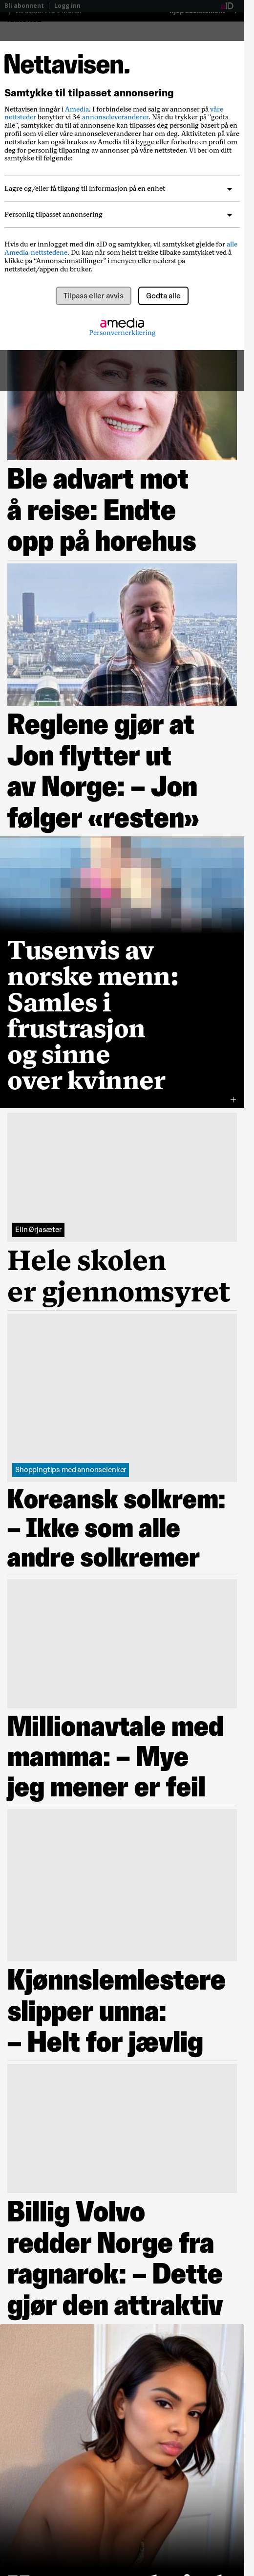 Bli abonnent | Logg inn
aID
Nettavisen.
Samtykke til tilpasset annonsering
Nettavisen inngår i Amedia. I forbindelse med salg av annonser på våre
nettsteder benytter vi 34 annonseleverandører. När du trykker på "godta
alle", samtykker du til at annonsene kan tilpasses deg personlig basert på en
profil vi eller våre annonseleverandører har om deg. Aktiviteten på våre
nettsteder kan også brukes av Amedia til å bygge eller forbedre en profil om
deg for personlig tilpasning av annonser på våre nettsteder. Vi ber om ditt
samtykke til følgende:
Lagre og/eller få tilgang til informasjon på en enhet
Personlig tilpasset annonsering
Hvis du er innlogget med din aID og samtykker, vil samtykket gjelde for alle
Amedia-nettstedene. Du kan når som helst trekke tilbake samtykket ved å
klikke på "Annonseinnstillinger" i menyen eller nederst på
nettstedet/appen du bruker.
Tilpass eller avvis
Godta alle
amedia
Personvernerklæring
Ble advart mot
å reise: Endte
opp på horehus
Reglene gjør at
Jon flytter ut
av Norge: – Jon
følger «resten»
Tusenvis av
norske menn:
Samles i
frustrasjon
og sinne
over kvinner
Elin Ørjasæter
Hele skolen
er gjennomsyret
Shoppingtips med annonselenker
Koreansk solkrem:
– Ikke som alle
andre solkremer
Millionavtale med
mamma: – Mye
jeg mener er feil
Kjønnslemlestere
slipper unna:
– Helt for jævlig
Billig Volvo
redder Norge fra
ragnarok: – Dette
gjør den attraktiv